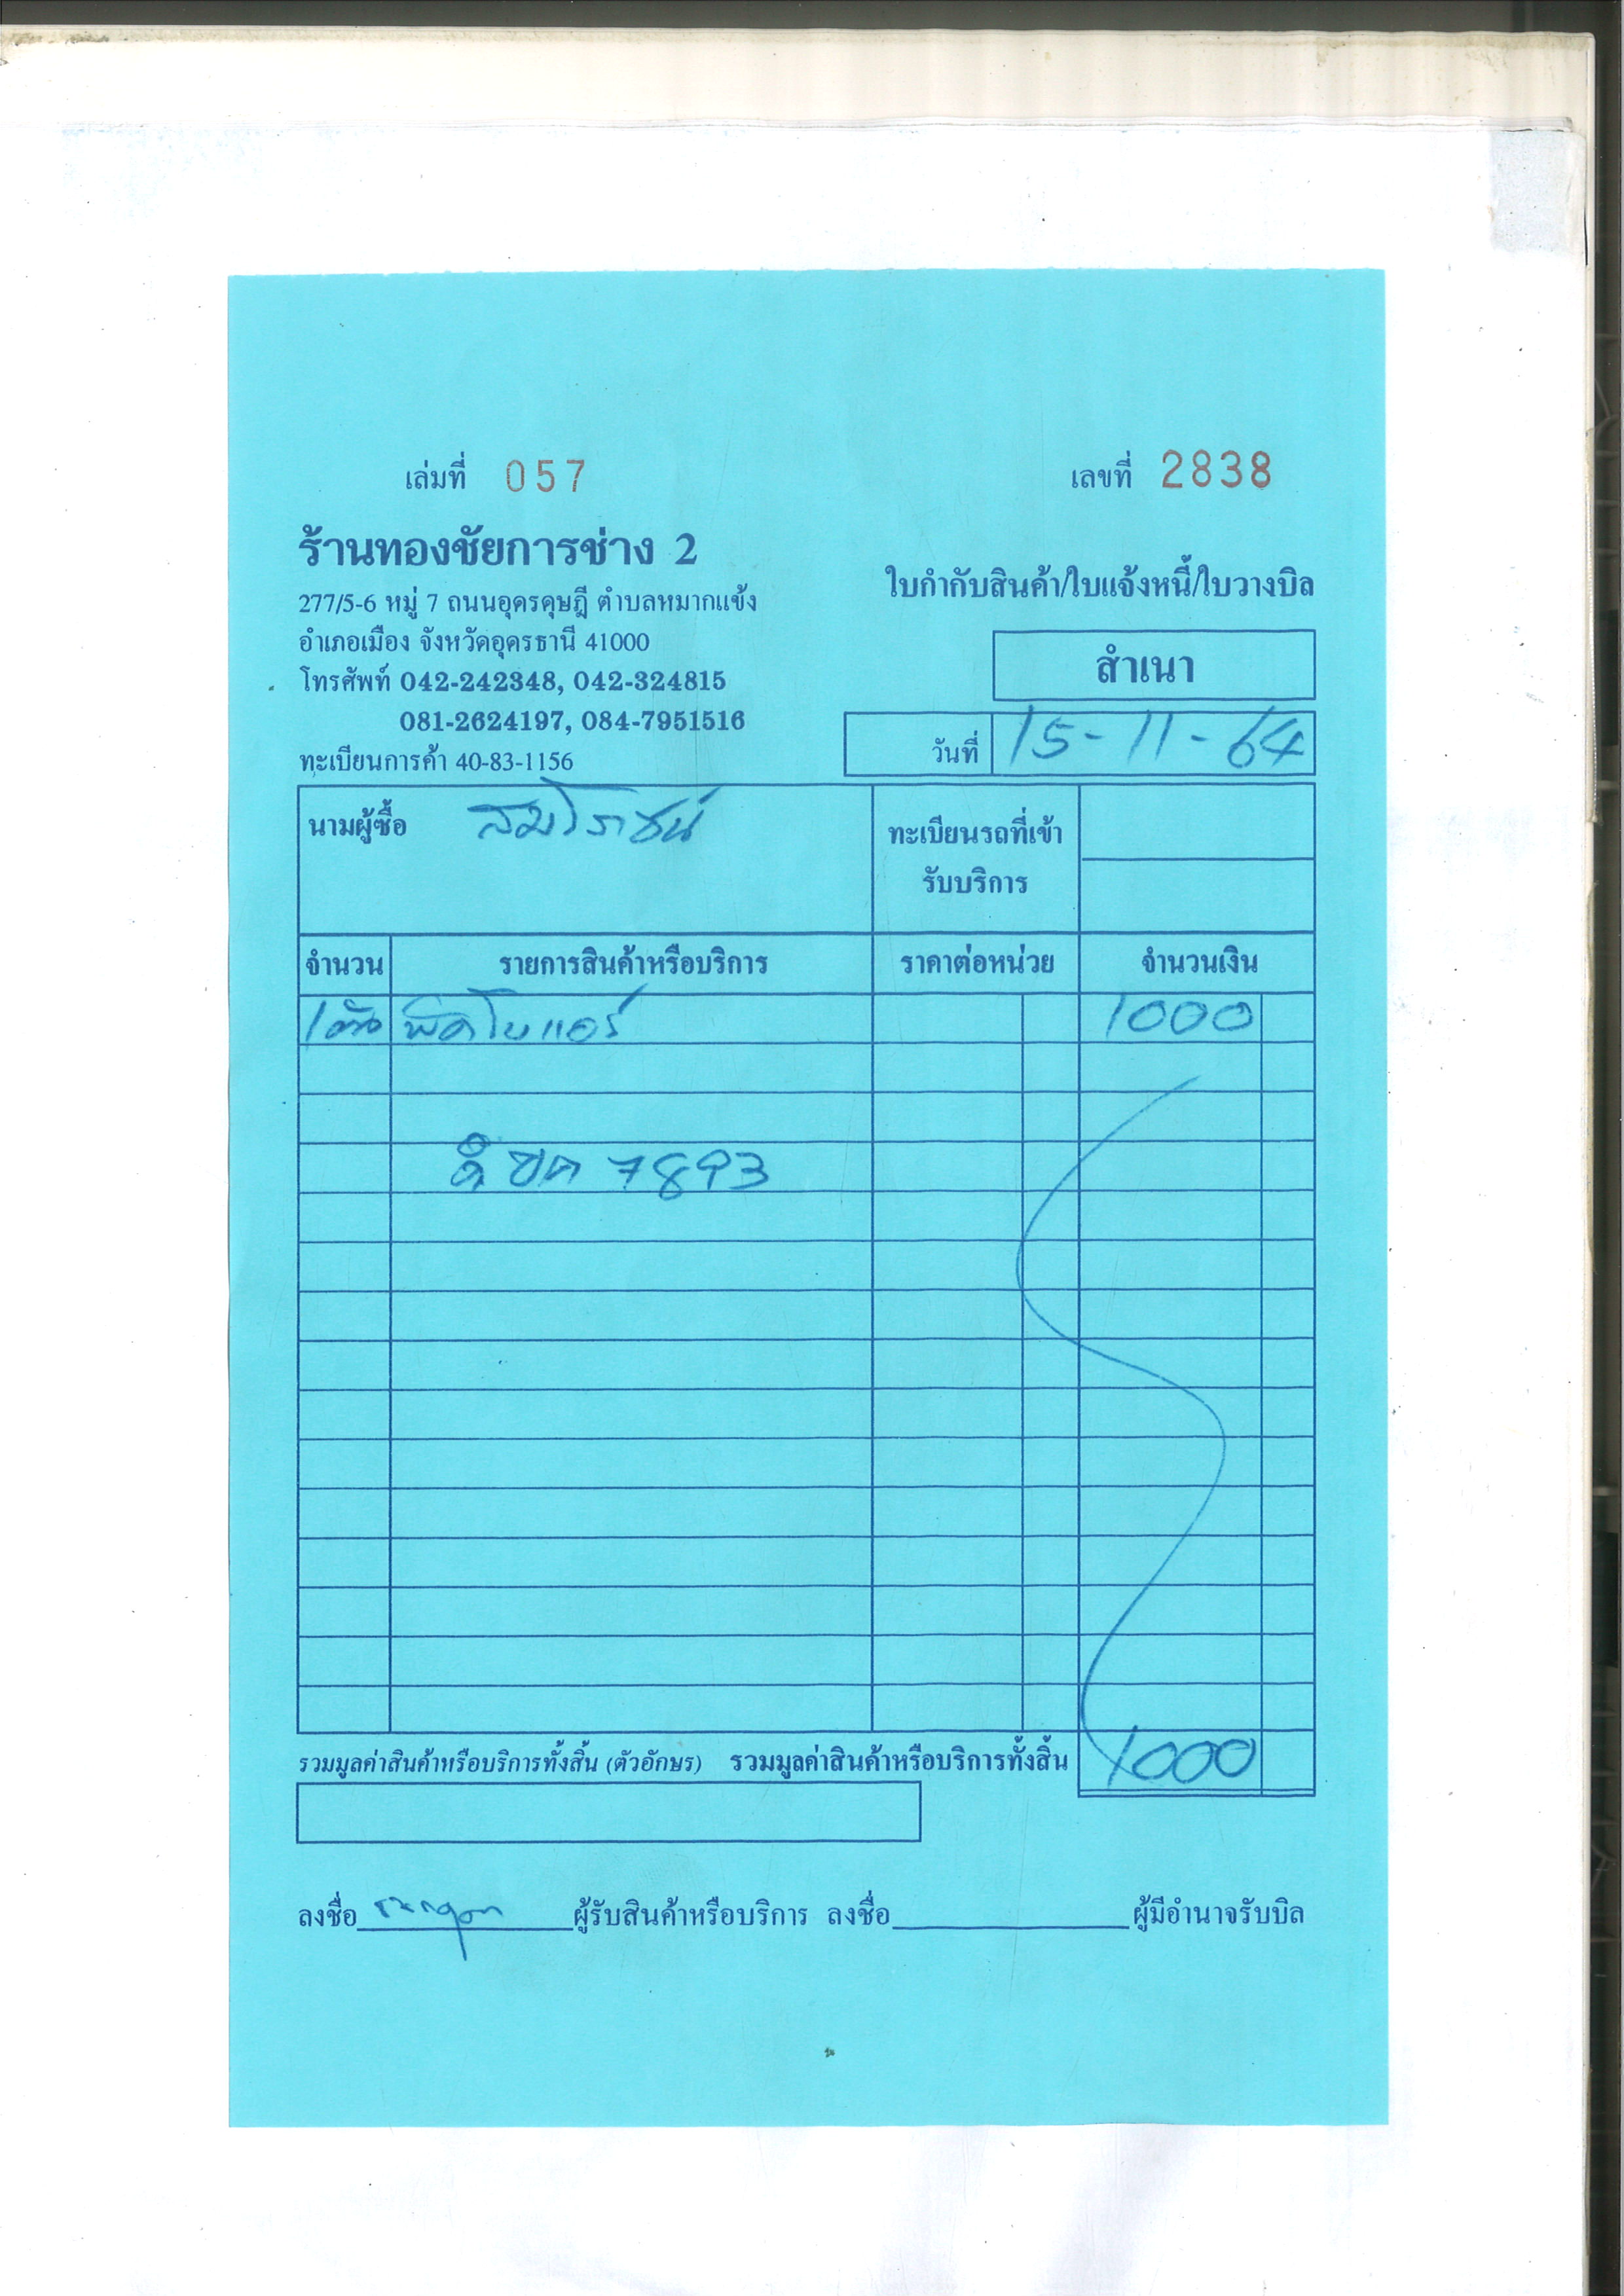 เล่มที่ 057 เลขที่ 2838
ร้านทองชัยการช่าง 2
277/5-6 หมู่ 7 ถนนอุดรดุษฎี ตำบลหมากแข้ง
อำเภอเมือง จังหวัดอุดรธานี 41000
โทรศัพท์ 042-242348, 042-324815
081-2624197, 084-7951516
ทะเบียนการค้า 40-83-1156
ใบกำกับสินค้า/ใบแจ้งหนี้/ใบวางบิล
สำเนา
วันที่ 15-11-64
นามผู้ซื้อ สมโรจน์
ทะเบียนรถที่เข้า
รับบริการ
จำนวน รายการสินค้าหรือบริการ ราคาต่อหน่วย จำนวนเงิน
1 ตัว พัดโบแอร์ 1000
7893
รวมมูลค่าสินค้าหรือบริการทั้งสิ้น (ตัวอักษร) รวมมูลค่าสินค้าหรือบริการทั้งสิ้น 1000
ลงชื่อ ผู้รับสินค้าหรือบริการ ลงชื่อ ผู้มีอำนาจรับบิล